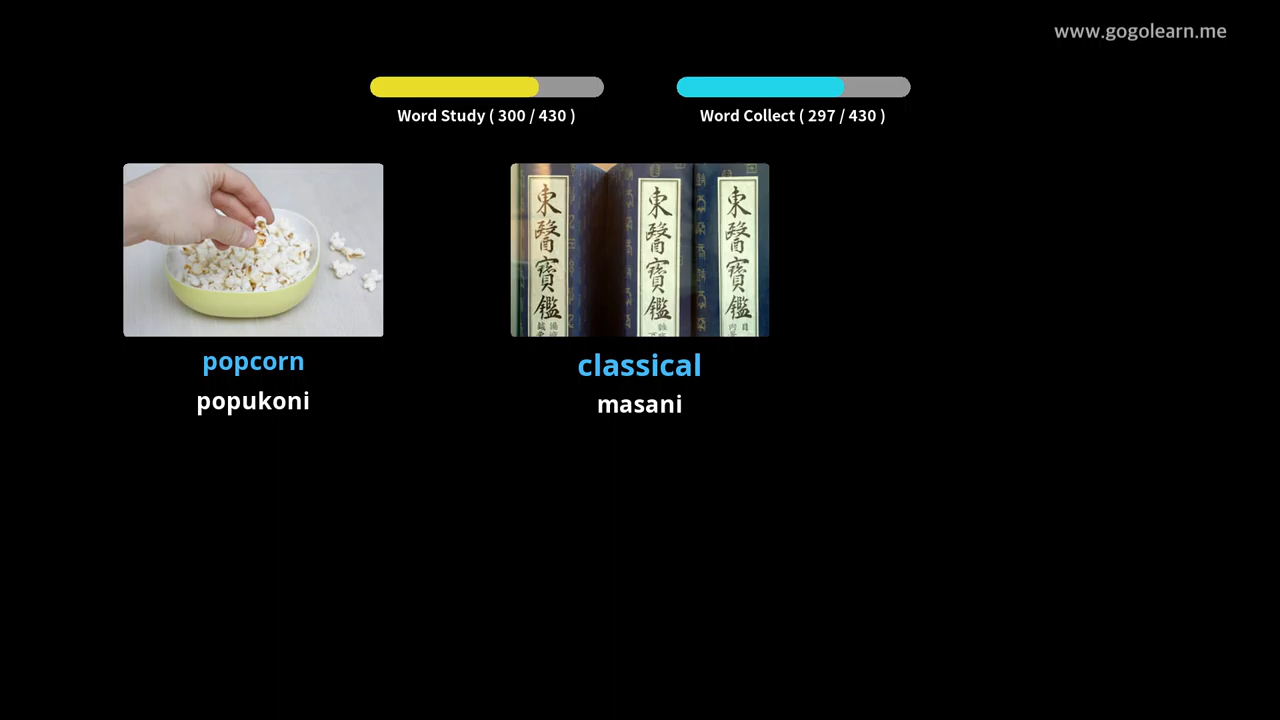 www.gogolearn.me
Word Study ( 300 / 430 )
Word Collect ( 297 / 430 )
東醫寶鑑
東醫寶鑑
東醫寶鑑
popcorn
popukoni
classical
masani